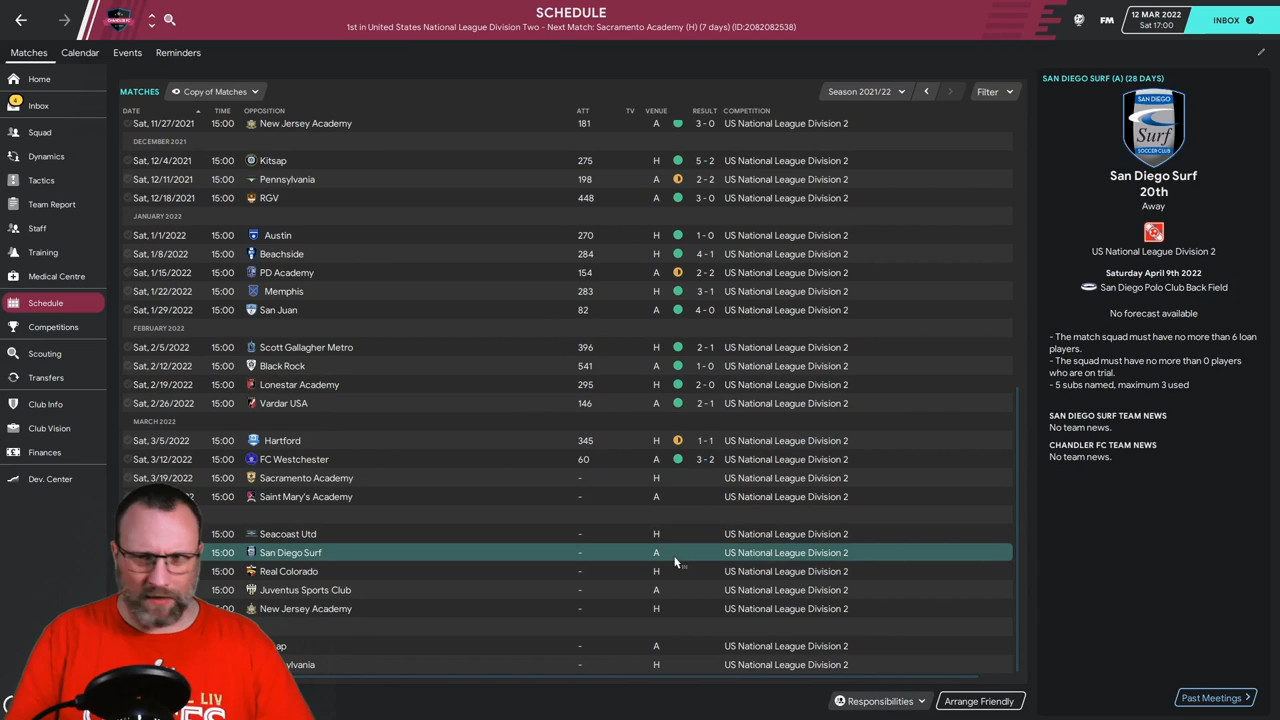 CHANDLER FC
SCHEDULE
1st in United States National League Division Two - Next Match: Sacramento Academy (H) (7 days) (ID:2082082538)
FM
12 MAR 2022
Sat 17:00
INBOX
Matches Calendar Events Reminders
Home
4
Inbox
Squad
Dynamics
Tactics
Team Report
Staff
Training
Medical Centre
Schedule
Competitions
Scouting
Transfers
Club Info
Club Vision
Finances
Dev. Center
MATCHES Copy of Matches Season 2021/22 Filter
DATE TIME OPPOSITION ATT TV VENUE RESULT COMPETITION
Sat, 11/27/2021 15:00 New Jersey Academy 181 A 3 - 0 US National League Division 2
DECEMBER 2021
Sat, 12/4/2021 15:00 Kitsap 275 H 5 - 2 US National League Division 2
Sat, 12/11/2021 15:00 Pennsylvania 198 A 2 - 2 US National League Division 2
Sat, 12/18/2021 15:00 RGV 448 A 3 - 0 US National League Division 2
JANUARY 2022
Sat, 1/1/2022 15:00 Austin 270 H 1 - 0 US National League Division 2
Sat, 1/8/2022 15:00 Beachside 284 H 4 - 1 US National League Division 2
Sat, 1/15/2022 15:00 PD Academy 154 A 2 - 2 US National League Division 2
Sat, 1/22/2022 15:00 Memphis 283 H 3 - 1 US National League Division 2
Sat, 1/29/2022 15:00 San Juan 82 A 4 - 0 US National League Division 2
FEBRUARY 2022
Sat, 2/5/2022 15:00 Scott Gallagher Metro 396 H 2 - 1 US National League Division 2
Sat, 2/12/2022 15:00 Black Rock 541 A 1 - 0 US National League Division 2
Sat, 2/19/2022 15:00 Lonestar Academy 295 H 2 - 0 US National League Division 2
Sat, 2/26/2022 15:00 Vardar USA 146 A 2 - 1 US National League Division 2
MARCH 2022
Sat, 3/5/2022 15:00 Hartford 345 H 1 - 1 US National League Division 2
Sat, 3/12/2022 15:00 FC Westchester 60 A 3 - 2 US National League Division 2
Sat, 3/19/2022 15:00 Sacramento Academy - H US National League Division 2
2022 15:00 Saint Mary's Academy - A US National League Division 2
15:00 Seacoast Utd - H US National League Division 2
15:00 San Diego Surf - A US National League Division 2
15:00 Real Colorado - H US National League Division 2
15:00 Juventus Sports Club - A US National League Division 2
15:00 New Jersey Academy - H US National League Division 2
ap - A US National League Division 2
ylvania - H US National League Division 2
Responsibilities Arrange Friendly
SAN DIEGO SURF (A) (28 DAYS)
SAN DIEGO
Surf
SOCCER CLUB
San Diego Surf
20th
Away
US National League Division 2
Saturday April 9th 2022
San Diego Polo Club Back Field
No forecast available
- The match squad must have no more than 6 loan
players.
- The squad must have no more than 0 players
who are on trial.
- 5 subs named, maximum 3 used
SAN DIEGO SURF TEAM NEWS
No team news.
CHANDLER FC TEAM NEWS
No team news.
Past Meetings